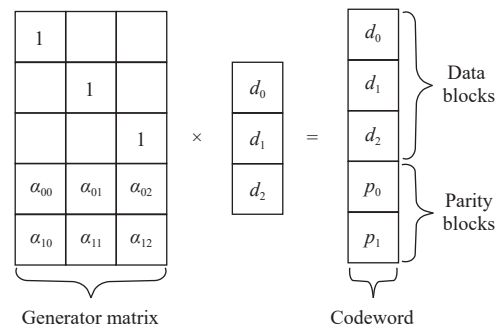 1
d₀
1
d₀
d₁
Data
blocks
1
×
d₁
=
d₂
α₀₀ α₀₁ α₀₂
d₂
p₀
Parity
blocks
α₁₀ α₁₁ α₁₂
p₁
Generator matrix
Codeword